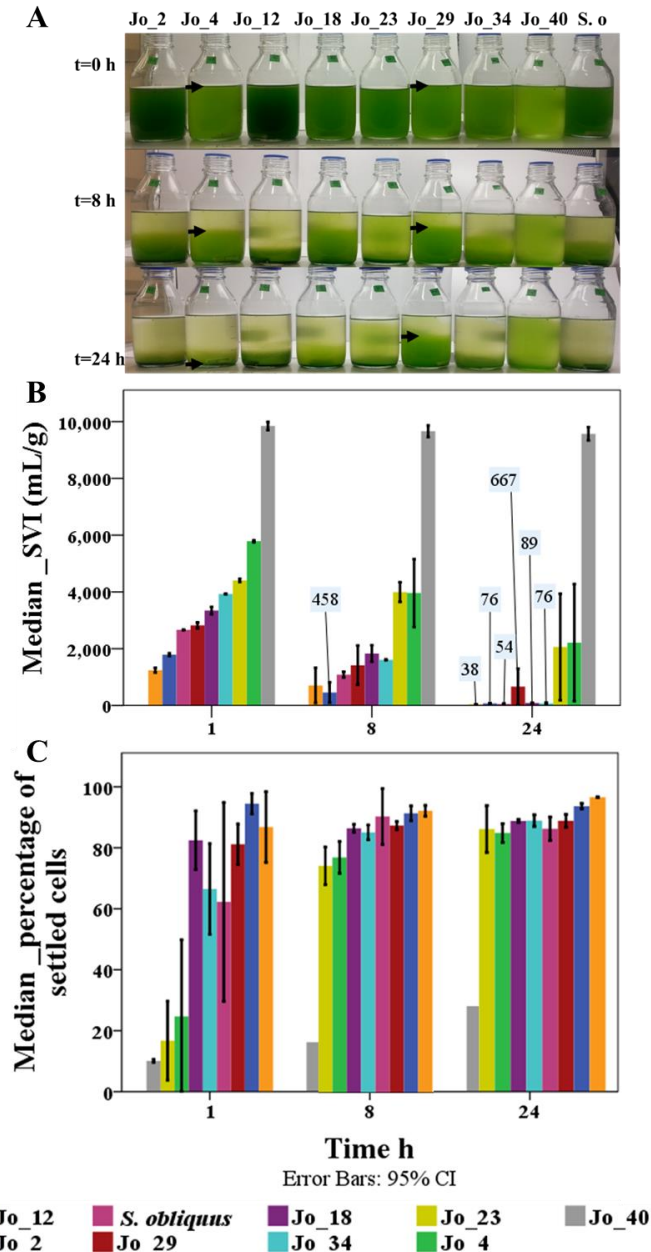 A
Jo_2 Jo_4 Jo_12 Jo_18 Jo_23 Jo_29 Jo_34 Jo_40 S. o
t=0 h
t=8 h
t=24 h
B
Median _SVI (mL/g)
10,000
8,000
6,000
4,000
2,000
0
458
38
76
54
667
89
76
1 8 24
C
Median _percentage of
settled cells
100
80
60
40
20
0
1 8 24
Time h
Error Bars: 95% CI
Jo_12 S. obliquus Jo_18 Jo_23 Jo_40
Jo_2 Jo_29 Jo_34 Jo_4